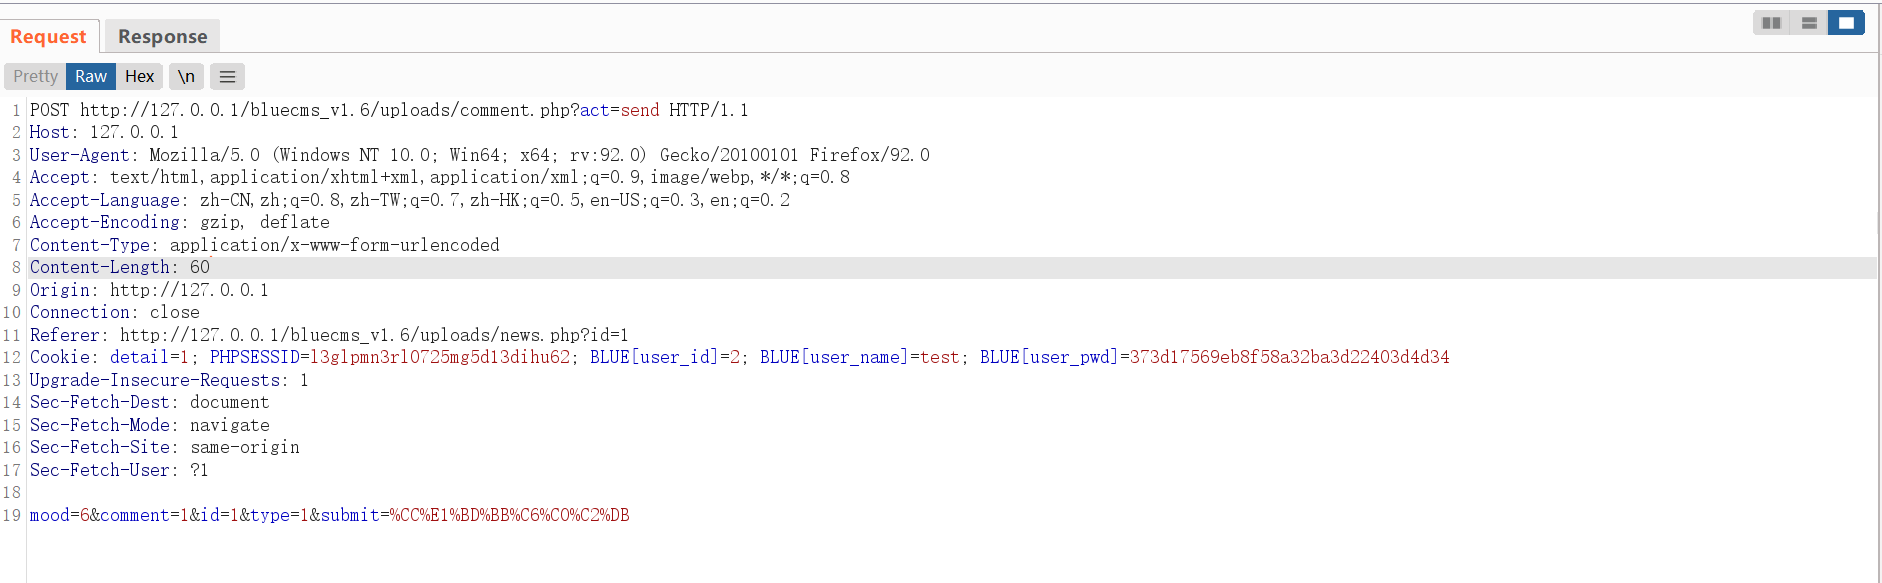 Request Response
Pretty Raw Hex \n
1 POST http://127.0.0.1/bluecms_v1.6/uploads/comment.php?act=send HTTP/1.1
2 Host: 127.0.0.1
3 User-Agent: Mozilla/5.0 (Windows NT 10.0; Win64; x64; rv:92.0) Gecko/20100101 Firefox/92.0
4 Accept: text/html,application/xhtml+xml,application/xml;q=0.9,image/webp,*/*;q=0.8
5 Accept-Language: zh-CN,zh;q=0.8,zh-TW;q=0.7,zh-HK;q=0.5,en-US;q=0.3,en;q=0.2
6 Accept-Encoding: gzip, deflate
7 Content-Type: application/x-www-form-urlencoded
8 Content-Length: 60
9 Origin: http://127.0.0.1
10 Connection: close
11 Referer: http://127.0.0.1/bluecms_v1.6/uploads/news.php?id=1
12 Cookie: detail=1; PHPSESSID=l3glpmn3rl0725mg5d13dihu62; BLUE[user_id]=2; BLUE[user_name]=test; BLUE[user_pwd]=373d17569eb8f58a32ba3d22403d4d34
13 Upgrade-Insecure-Requests: 1
14 Sec-Fetch-Dest: document
15 Sec-Fetch-Mode: navigate
16 Sec-Fetch-Site: same-origin
17 Sec-Fetch-User: ?1
18
19 mood=6&comment=1&id=1&type=1&submit=%CC%E1%BD%BB%C6%C0%C2%DB